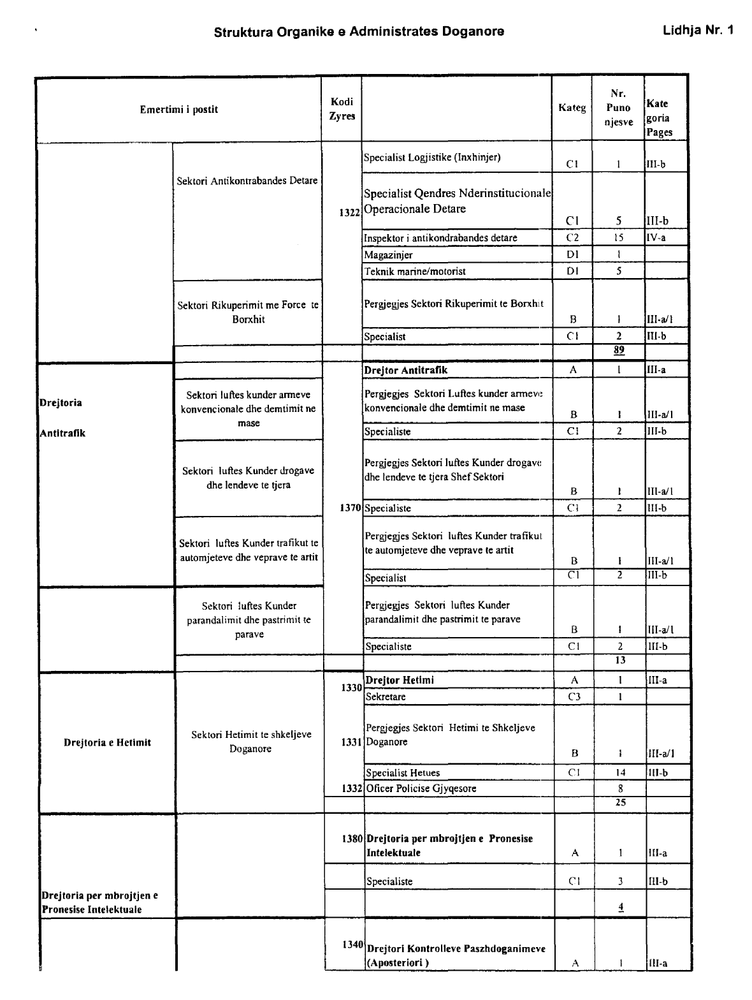 Struktura Organike e Administrates Doganore
Lidhja Nr. 1
Emertimi i postit
Kodi
Zyres
Kateg
Nr.
Puno
njesve
Kate
goria
Pages
Sektori Antikontrabandes Detare
1322
Specialist Logjistike (Inxhinjer)
C1 1 III-b
Specialist Qendres Nderinstitucionale
Operacionale Detare
C1 5 III-b
Inspektor i antikondrabandes detare C2 15 IV-a
Magazinjer D1 1
Teknik marine/motorist D1 5
Sektori Rikuperimit me Force te
Borxhit
Pergjegjes Sektori Rikuperimit te Borxhit
B 1 III-a/1
Specialist C1 2 III-b
89
Drejtoria
Antitrafik
1370
Drejtor Antitrafik A 1 III-a
Sektori luftes kunder armeve
konvencionale dhe demtimit ne
mase
Pergjegjes Sektori Luftes kunder armeve
konvencionale dhe demtimit ne mase
B 1 III-a/1
Specialiste C1 2 III-b
Sektori luftes Kunder drogave
dhe lendeve te tjera
Pergjegjes Sektori luftes Kunder drogave
dhe lendeve te tjera Shef Sektori
B 1 III-a/1
Specialiste C1 2 III-b
Sektori luftes Kunder trafikut te
automjeteve dhe veprave te artit
Pergjegjes Sektori luftes Kunder trafikut
te automjeteve dhe veprave te artit
B 1 III-a/1
Specialist C1 2 III-b
Sektori luftes Kunder
parandalimit dhe pastrimit te
parave
Pergjegjes Sektori luftes Kunder
parandalimit dhe pastrimit te parave
B 1 III-a/1
Specialiste C1 2 III-b
13
Drejtoria e Hetimit
Sektori Hetimit te shkeljeve
Doganore
1330
Drejtor Hetimi A 1 III-a
Sekretare C3 1
1331
Pergjegjes Sektori Hetimi te Shkeljeve
Doganore
B 1 III-a/1
Specialist Hetues C1 14 III-b
1332 Oficer Policise Gjyqesore 8
25
Drejtoria per mbrojtjen e
Pronesise Intelektuale
1380 Drejtoria per mbrojtjen e Pronesise
Intelektuale A 1 III-a
Specialiste C1 3 III-b
4
1340 Drejtori Kontrolleve Paszhdoganimeve
(Aposteriori ) A 1 III-a